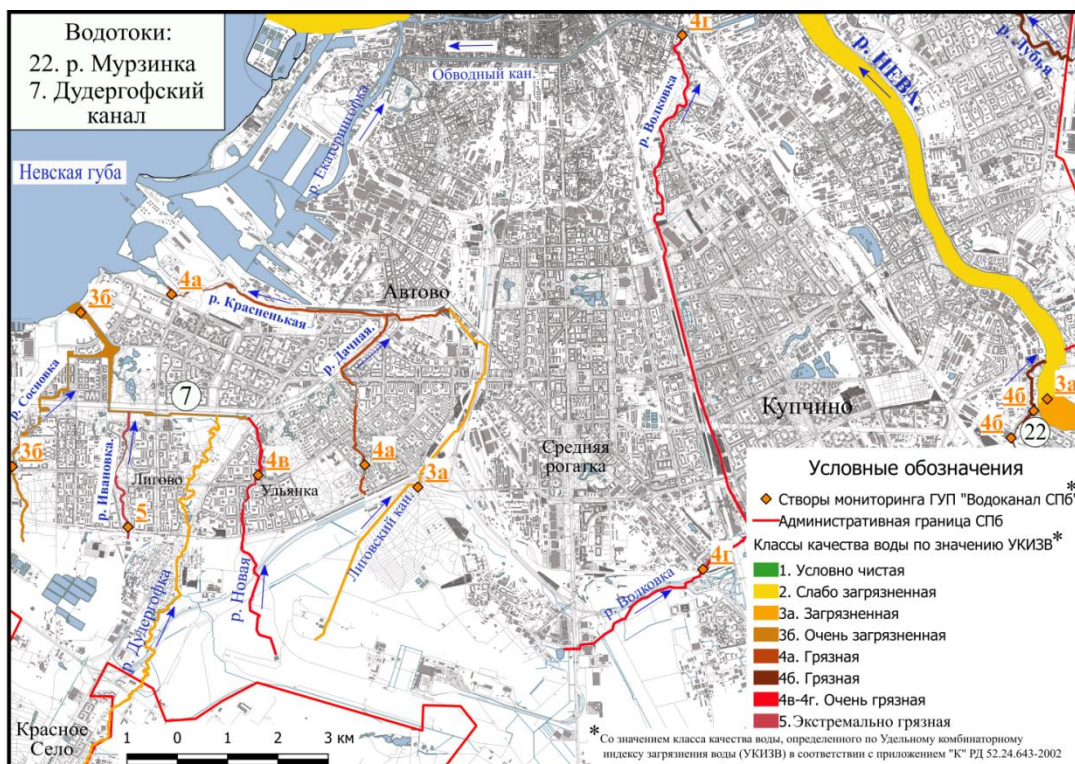 Водотоки:
22. р. Мурзинка
7. Дудергофский
канал
4г
р. Лубья
р. НЕВА.
Обводный кан.
р. Волковка
р. Екатерингофка
Невская губа
4а
3б
Автово
р. Красненькая
р. Дачная.
р. Сосновка
7
3а
4б
4б
22
Купчино
3б
4а
3а
4в
Средняя
рогатка
Ульянка
р. Ивановка.
Лигово
5
Лиговский кан.
4г
р. Волковка
р. Новая
р. Дудергофка
Красное
Село
1 0 1 2 3 км
Условные обозначения
Створы мониторинга ГУП "Водоканал СПб"*
Административная граница СПб
Классы качества воды по значению УКИЗВ*
1. Условно чистая
2. Слабо загрязненная
3а. Загрязненная
3б. Очень загрязненная
4а. Грязная
4б. Грязная
4в-4г. Очень грязная
5. Экстремально грязная
* Со значением класса качества воды, определенного по Удельному комбинаторному
индексу загрязнения воды (УКИЗВ) в соответствии с приложением "К" РД 52.24.643-2002